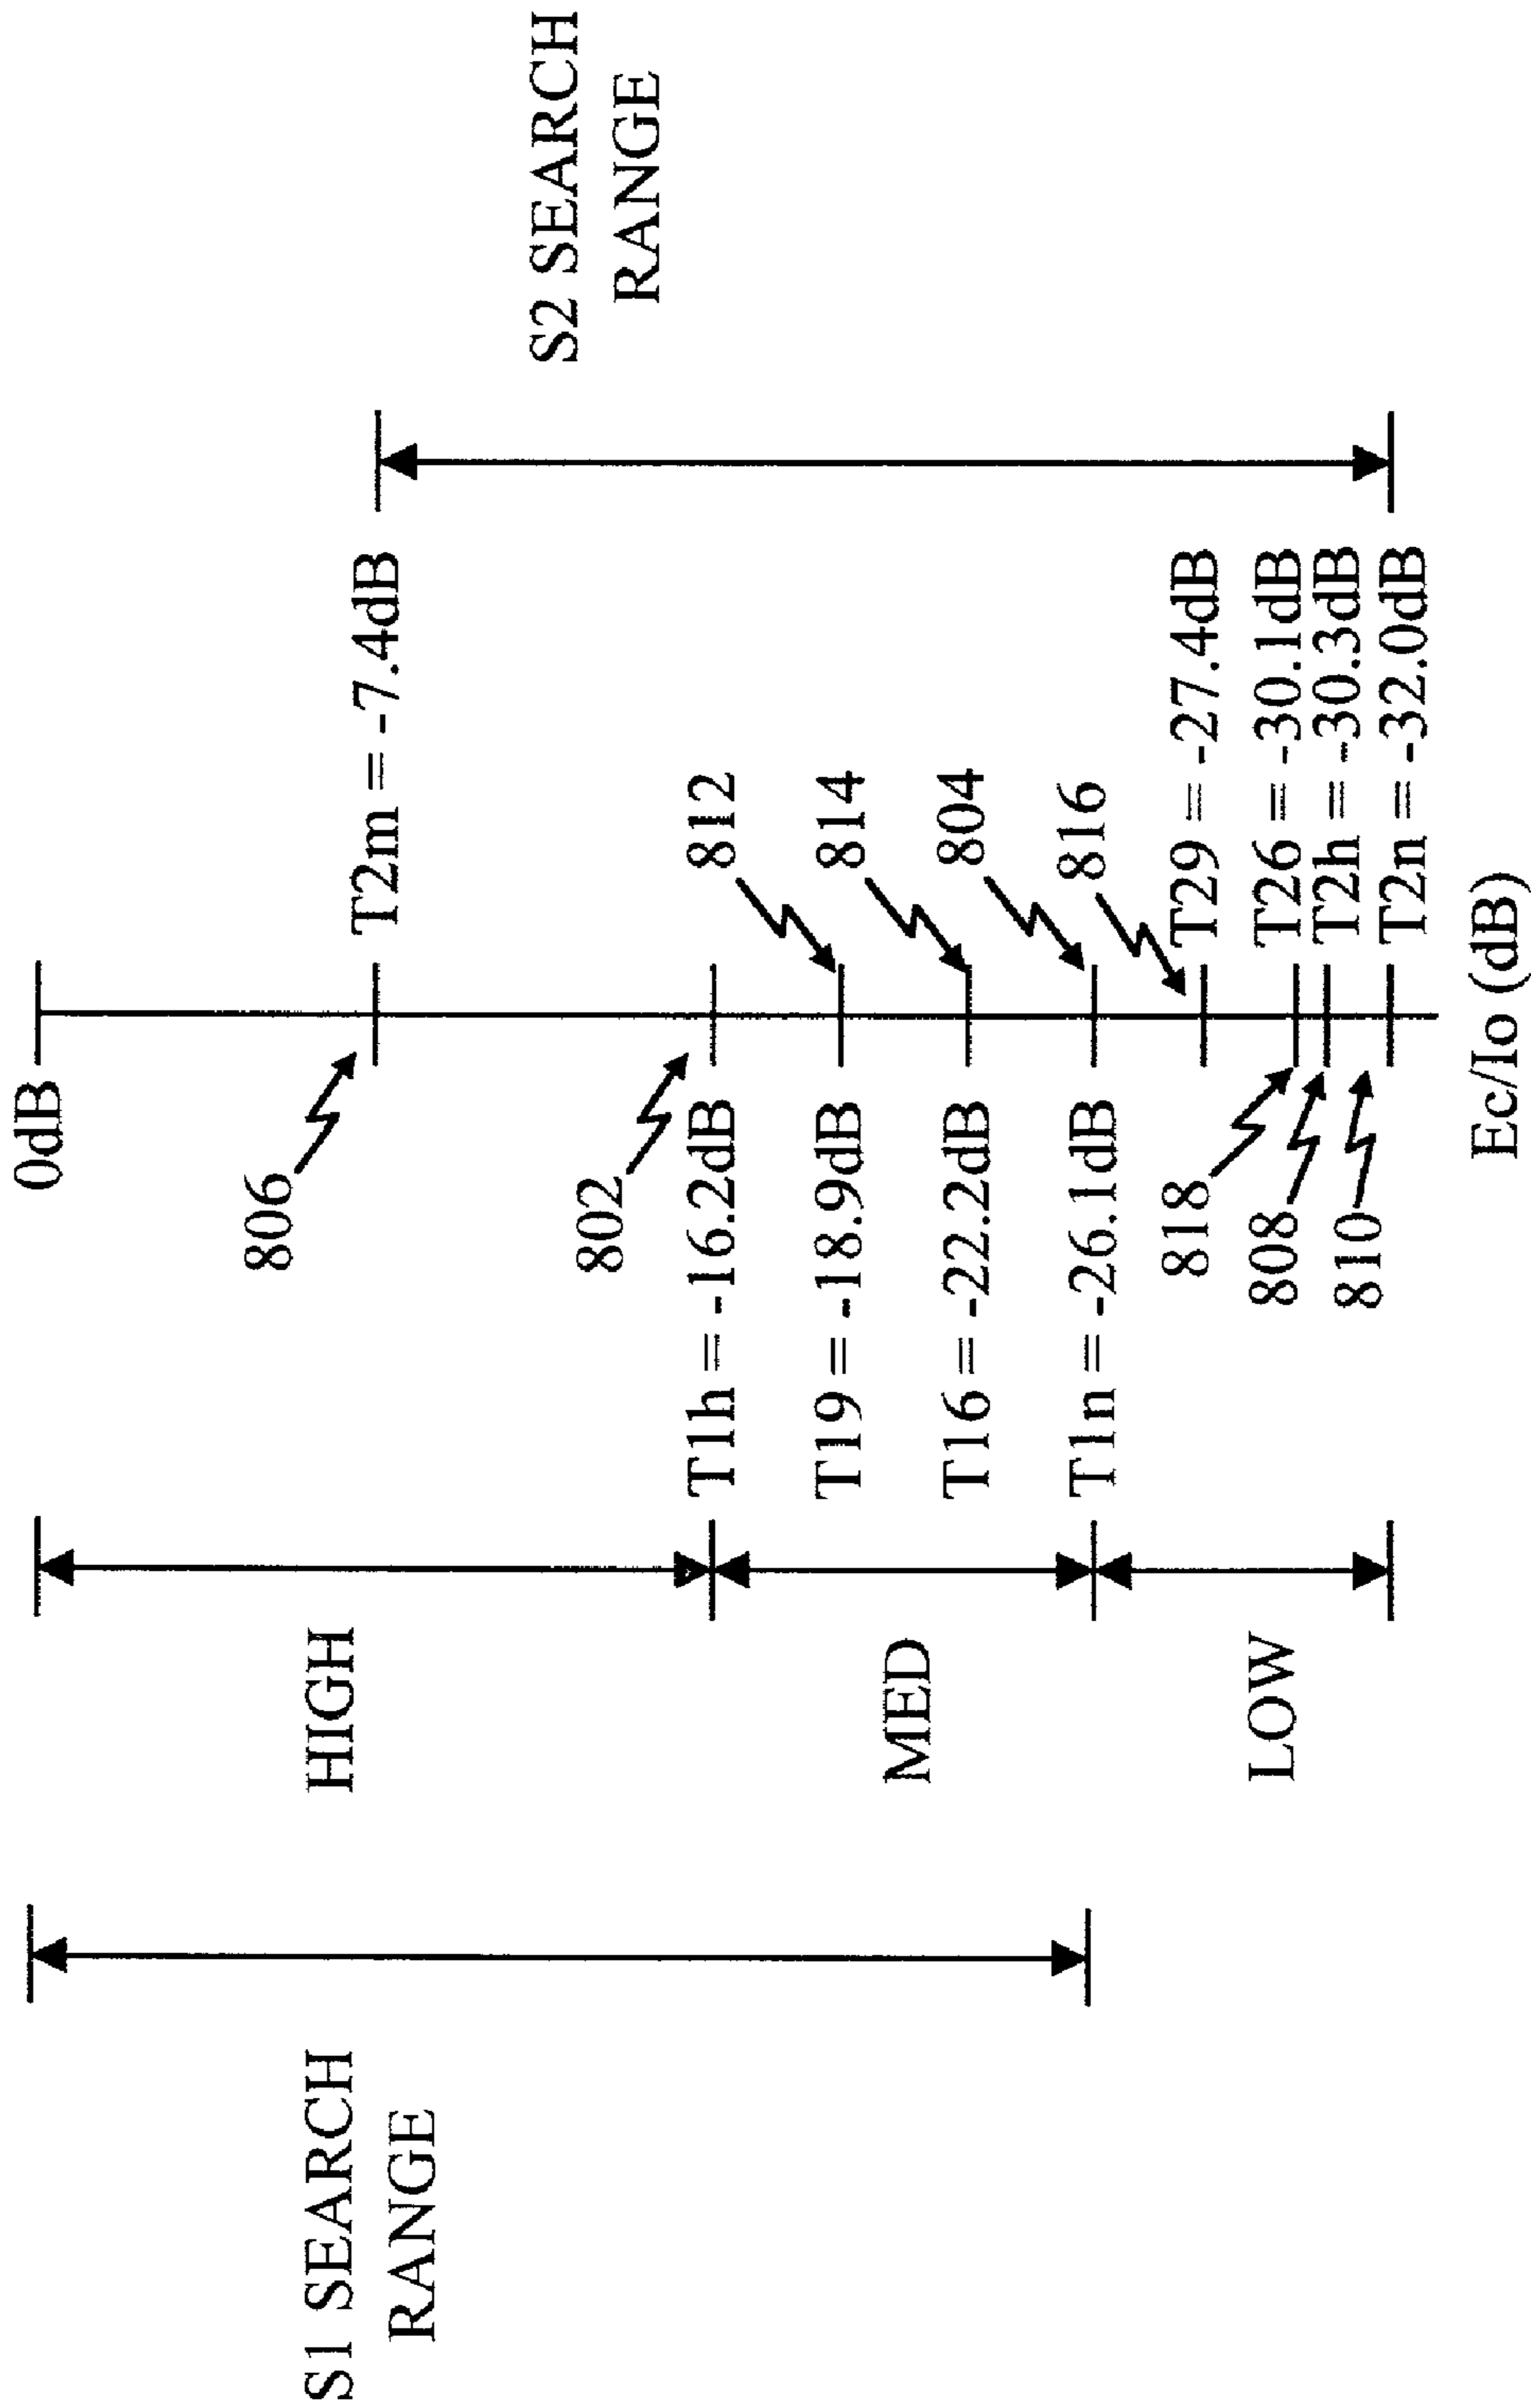 S1 SEARCH
RANGE
HIGH
MED
LOW
0dB
806
802
T1h = -16.2dB
T19 = -18.9dB
T16 = -22.2dB
T1n = -26.1dB
818
808
810
T2m = -7.4dB
812
814
804
816
T29 = -27.4dB
T26 = -30.1dB
T2h = -30.3dB
T2n = -32.0dB
Ec/Io (dB)
S2 SEARCH
RANGE